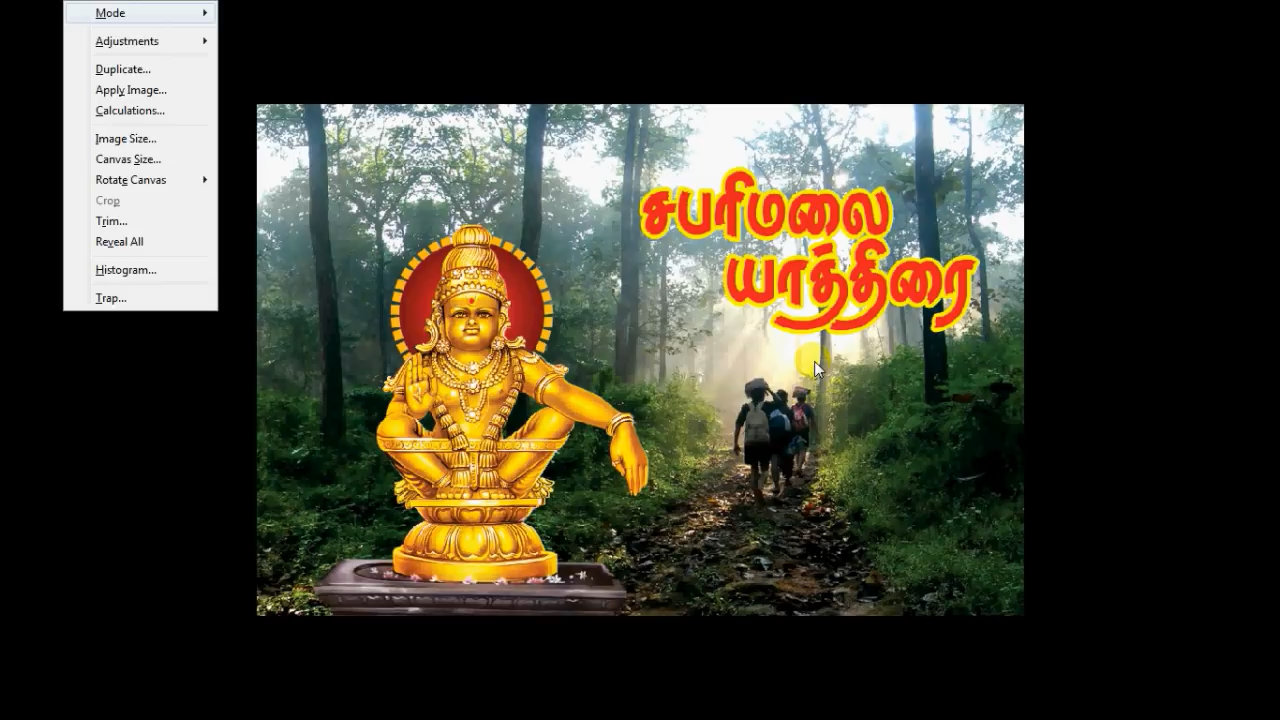 Mode
Adjustments
Duplicate...
Apply Image...
Calculations...
Image Size...
Canvas Size...
Rotate Canvas
Crop
Trim...
Reveal All
Histogram...
Trap...
சபரிமலை
யாத்திரை